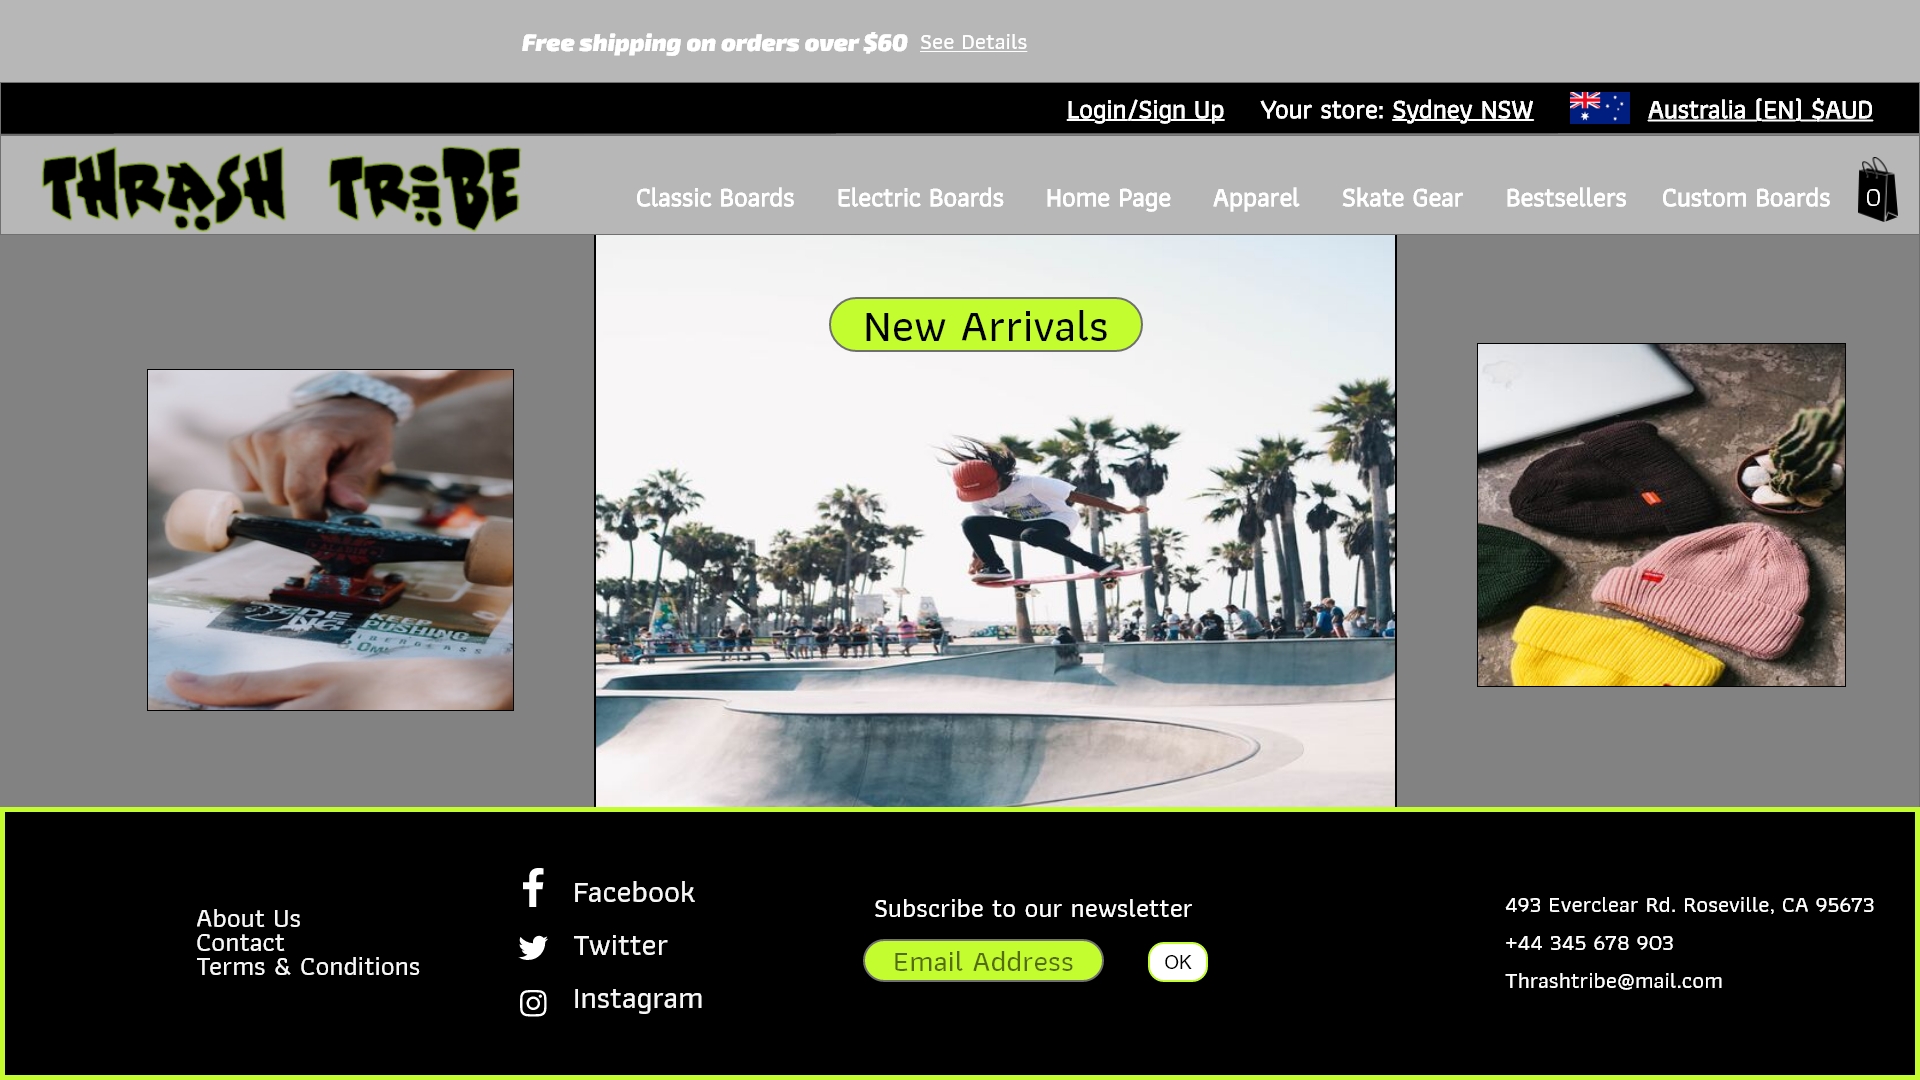 Free shipping on orders over $60 See Details
Login/Sign Up Your store: Sydney NSW Australia (EN) $AUD
THRASH TRiBE
Classic Boards Electric Boards Home Page Apparel Skate Gear Bestsellers Custom Boards 0
New Arrivals
KEEP
PUSHING
About Us
Contact
Terms & Conditions
Facebook
Twitter
Instagram
Subscribe to our newsletter
Email Address OK
493 Everclear Rd. Roseville, CA 95673
+44 345 678 903
Thrashtribe@mail.com